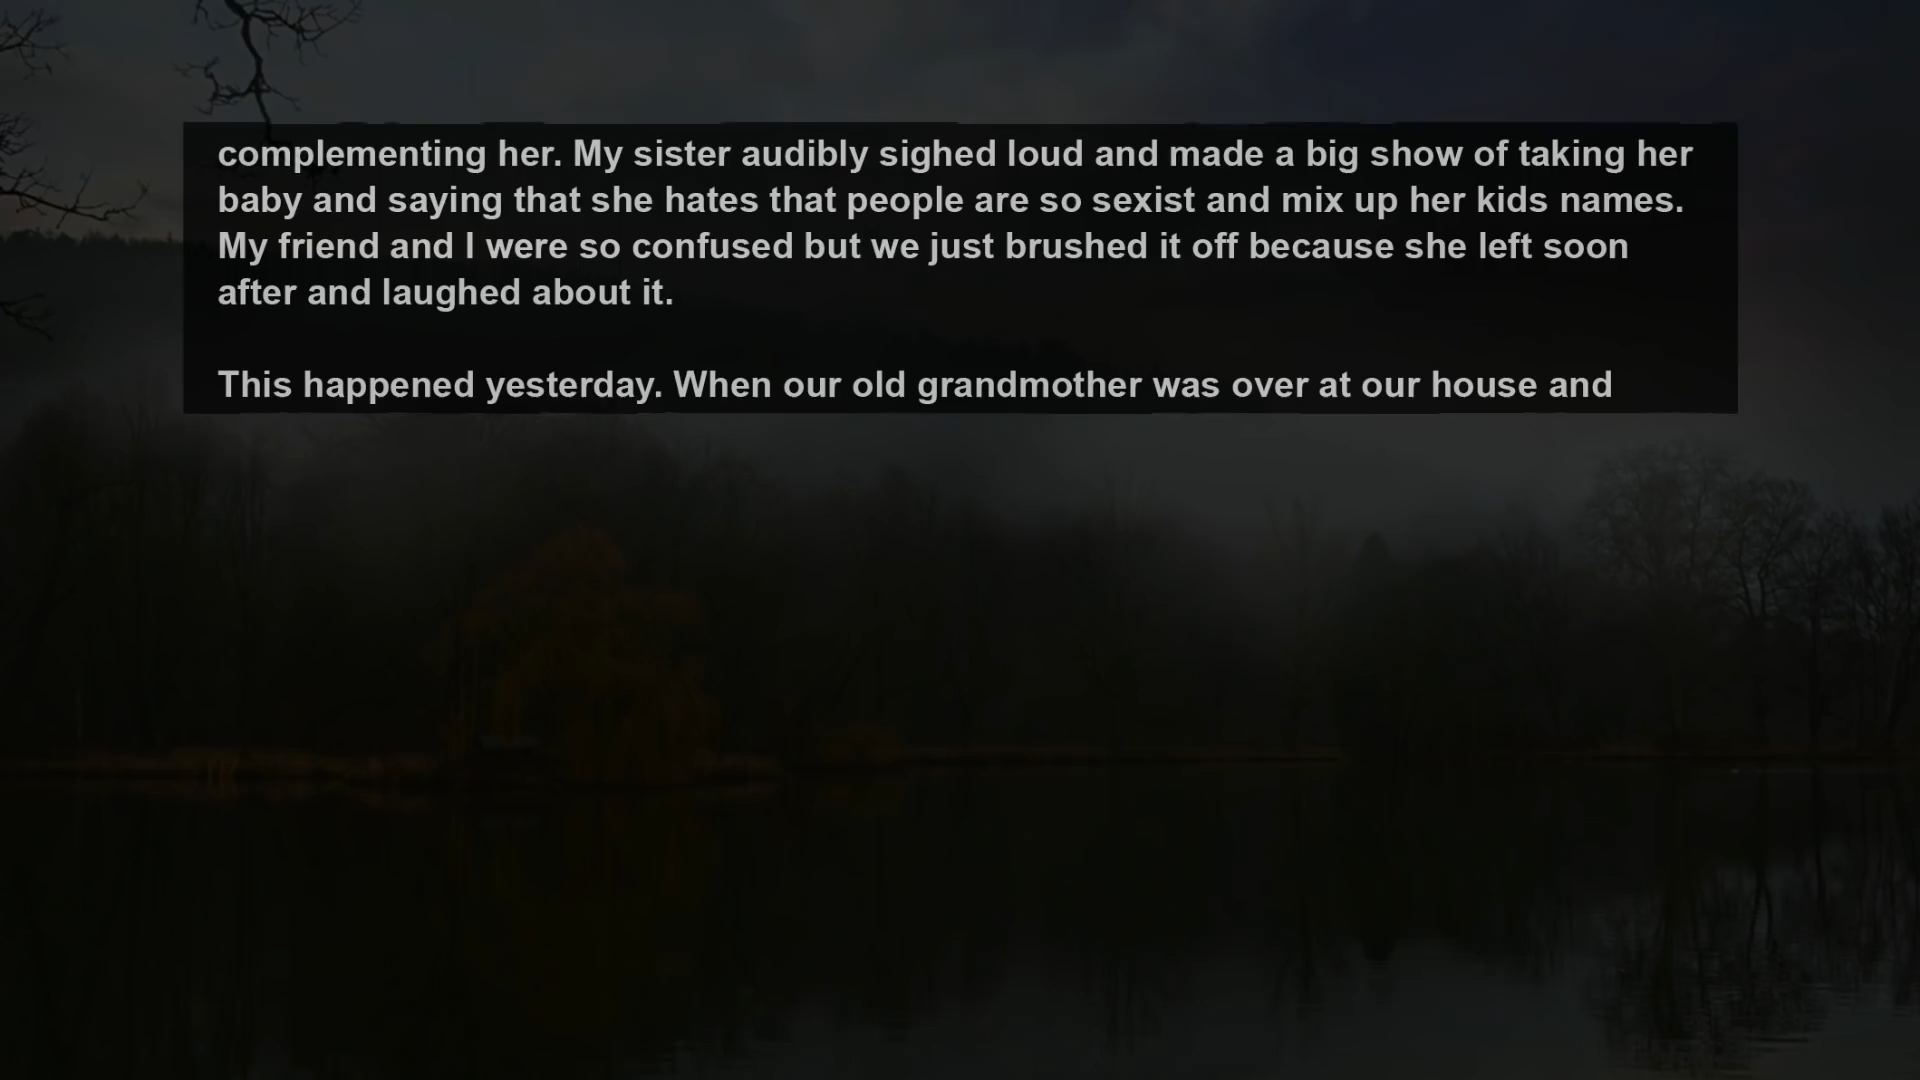 complementing her. My sister audibly sighed loud and made a big show of taking her
baby and saying that she hates that people are so sexist and mix up her kids names.
My friend and I were so confused but we just brushed it off because she left soon
after and laughed about it.
This happened yesterday. When our old grandmother was over at our house and